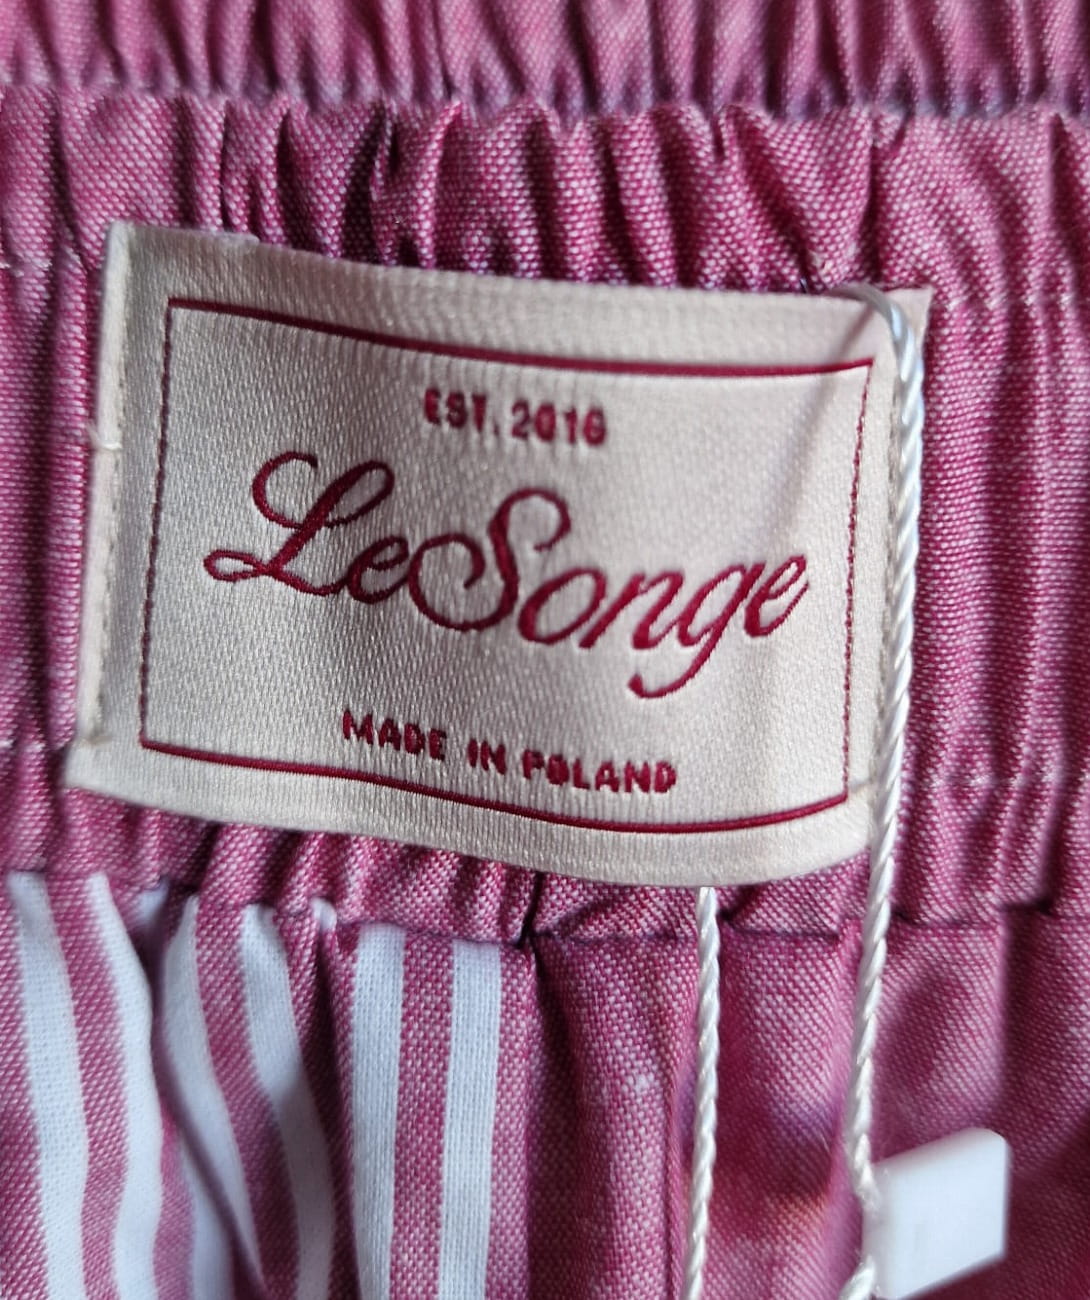 EST. 2016
LeSonge
MADE IN POLAND